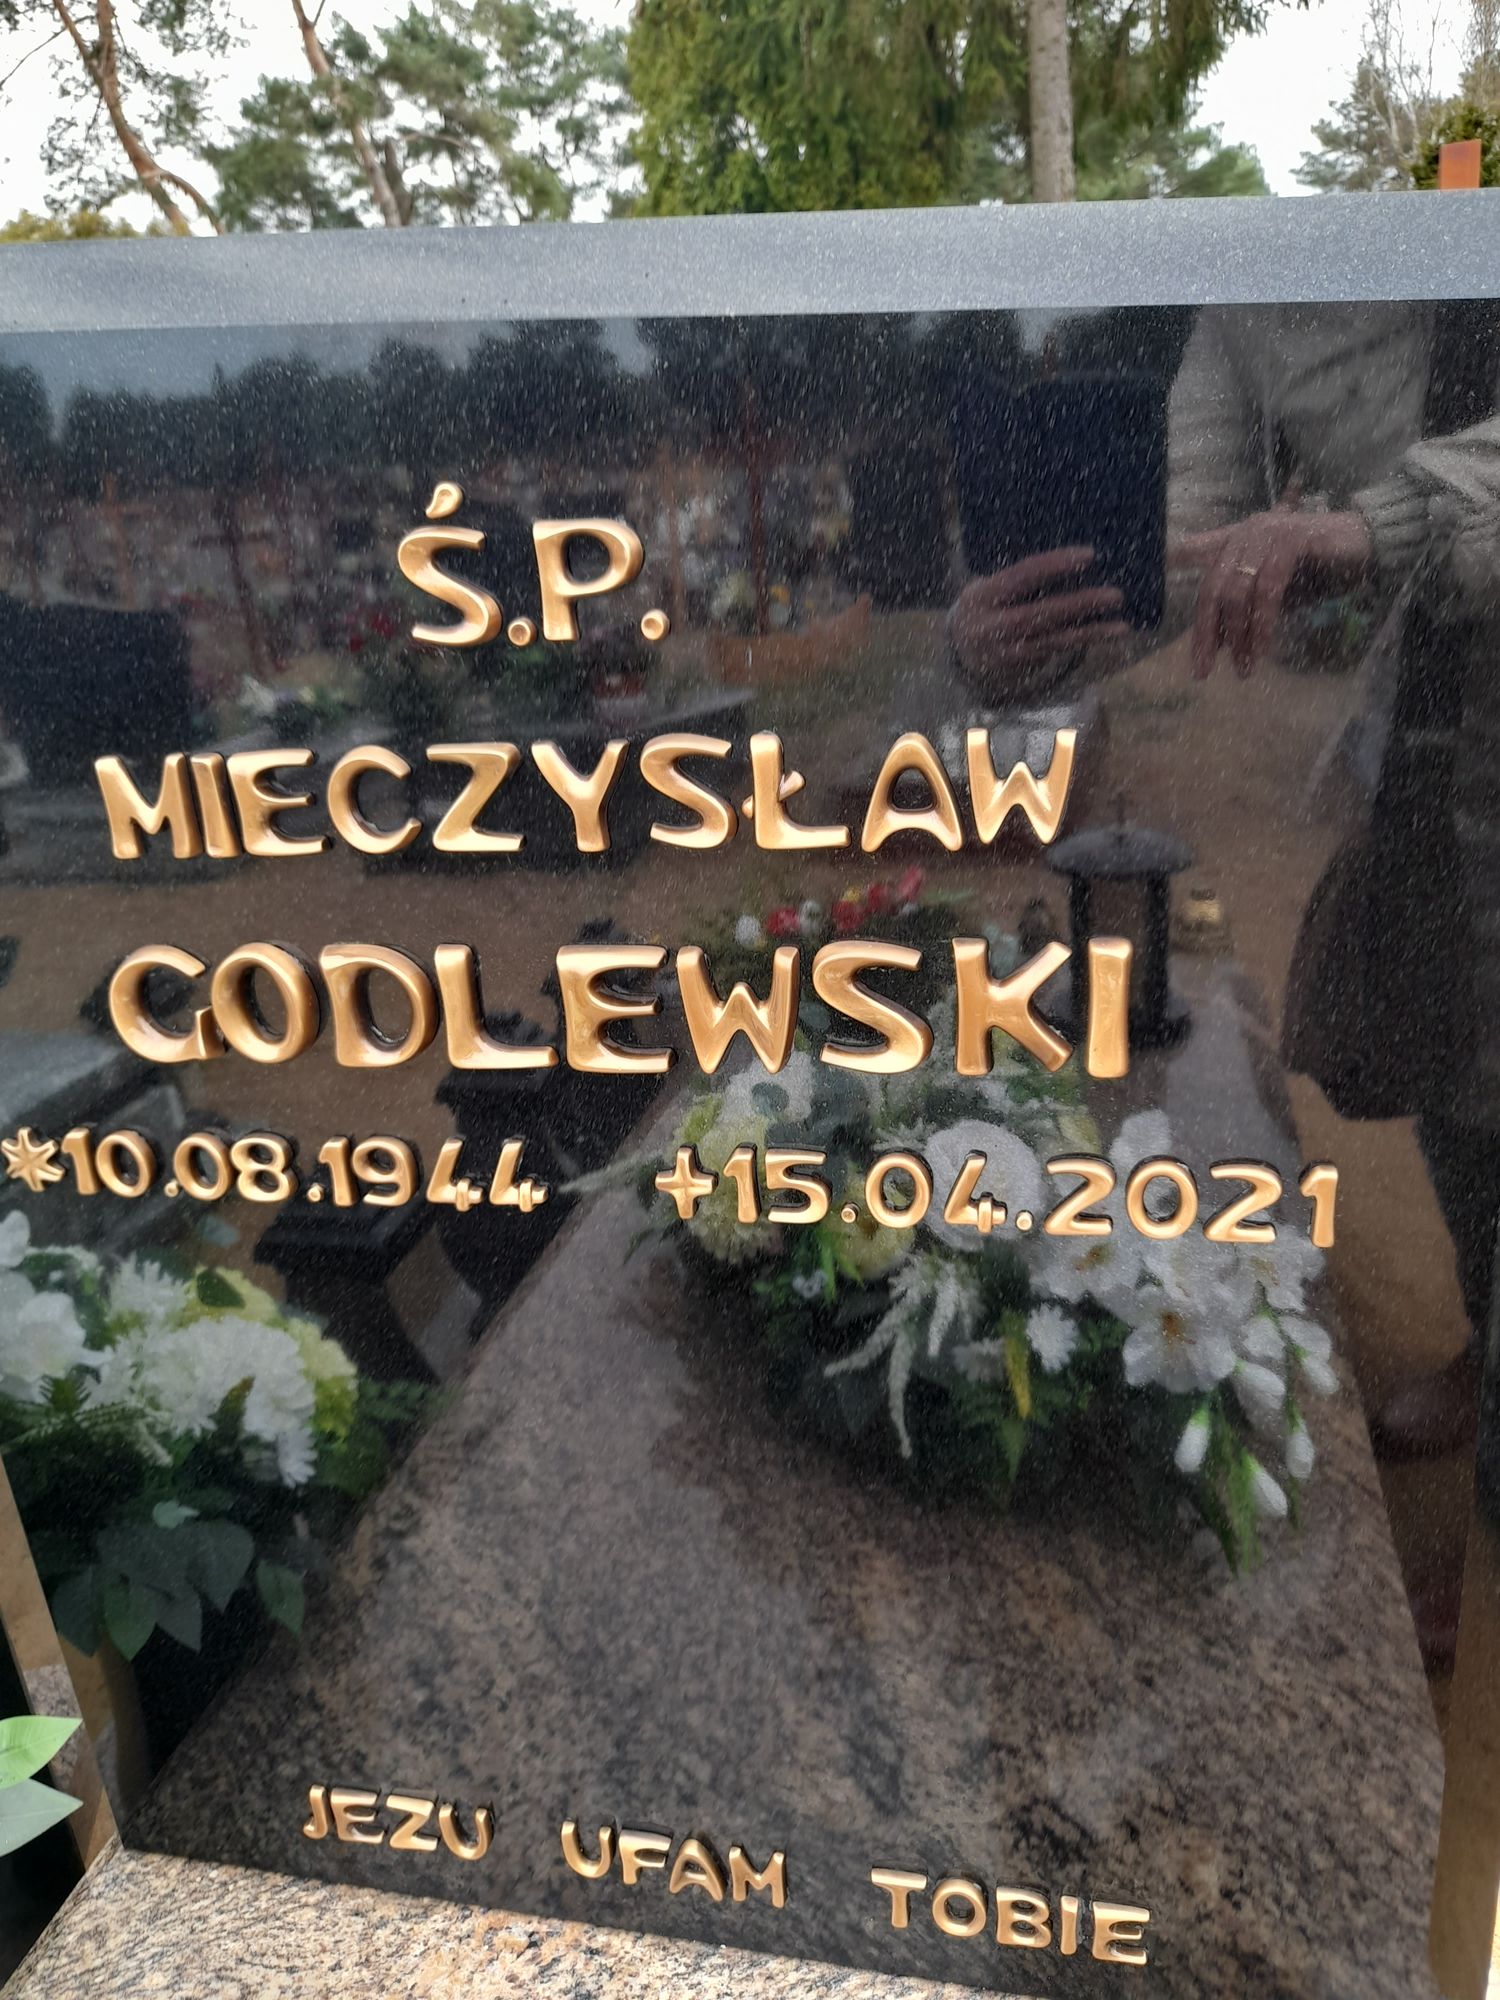 Ś.P.
MIECZYSŁAW
GODLEWSKI
*10.08.1944 +15.04.2021
JEZU UFAM TOBIE